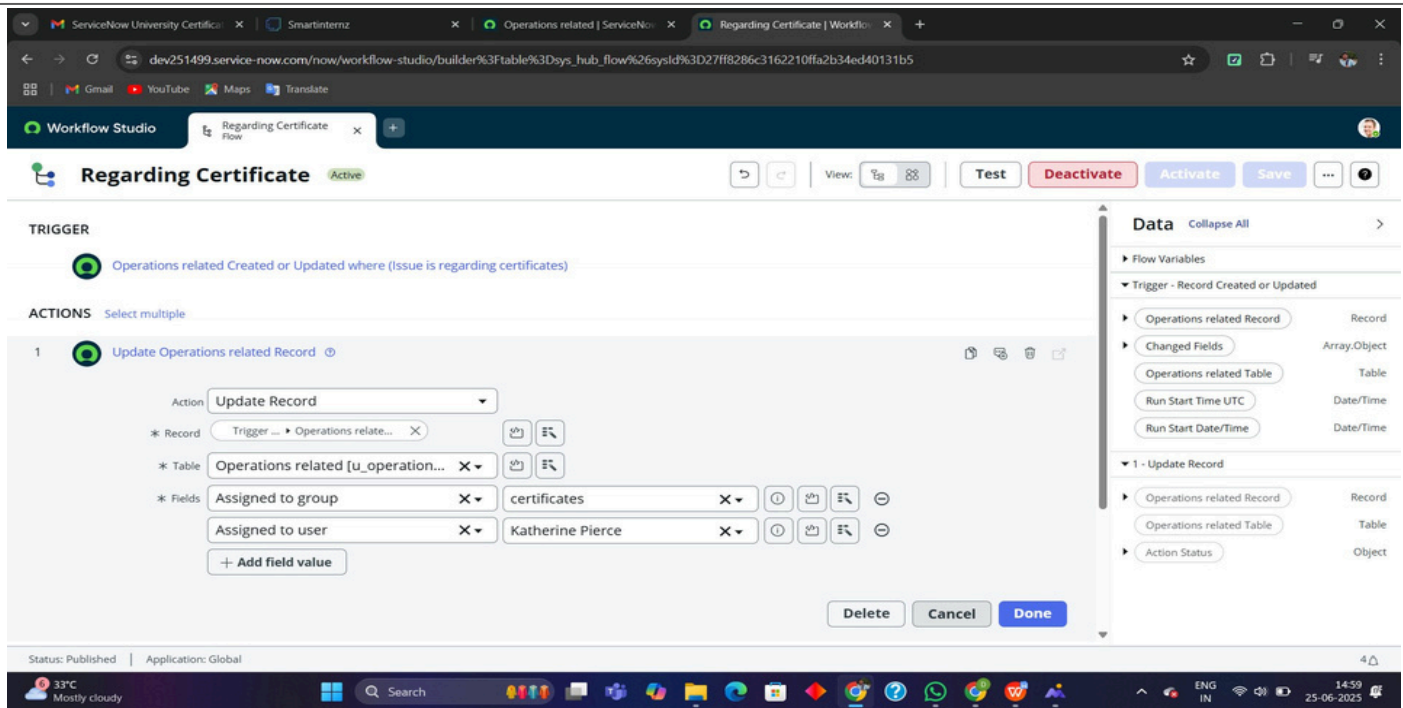 ServiceNow University Certifica
Smartinternz
Operations related | ServiceNo
Regarding Certificate | Workflo
dev251499.service-now.com/now/workflow-studio/builder%3Ftable%3Dsys_hub_flow%26sysId%3D27ff8286c3162210ffa2b34ed40131b5
Gmail YouTube Maps Translate
Workflow Studio
Regarding Certificate
Flow
Regarding Certificate Active
View:
Test Deactivate Activate Save
TRIGGER
Operations related Created or Updated where (Issue is regarding certificates)
ACTIONS Select multiple
1 Update Operations related Record
Action Update Record
* Record Trigger ... ▸ Operations relate...
* Table Operations related [u_operation...
* Fields Assigned to group certificates
Assigned to user Katherine Pierce
+ Add field value
Delete Cancel Done
Data Collapse All
Flow Variables
Trigger - Record Created or Updated
Operations related Record Record
Changed Fields Array.Object
Operations related Table Table
Run Start Time UTC Date/Time
Run Start Date/Time Date/Time
1 - Update Record
Operations related Record Record
Operations related Table Table
Action Status Object
Status: Published | Application: Global
4
6
33°C
Mostly cloudy
Search
ENG
IN
14:59
25-06-2025